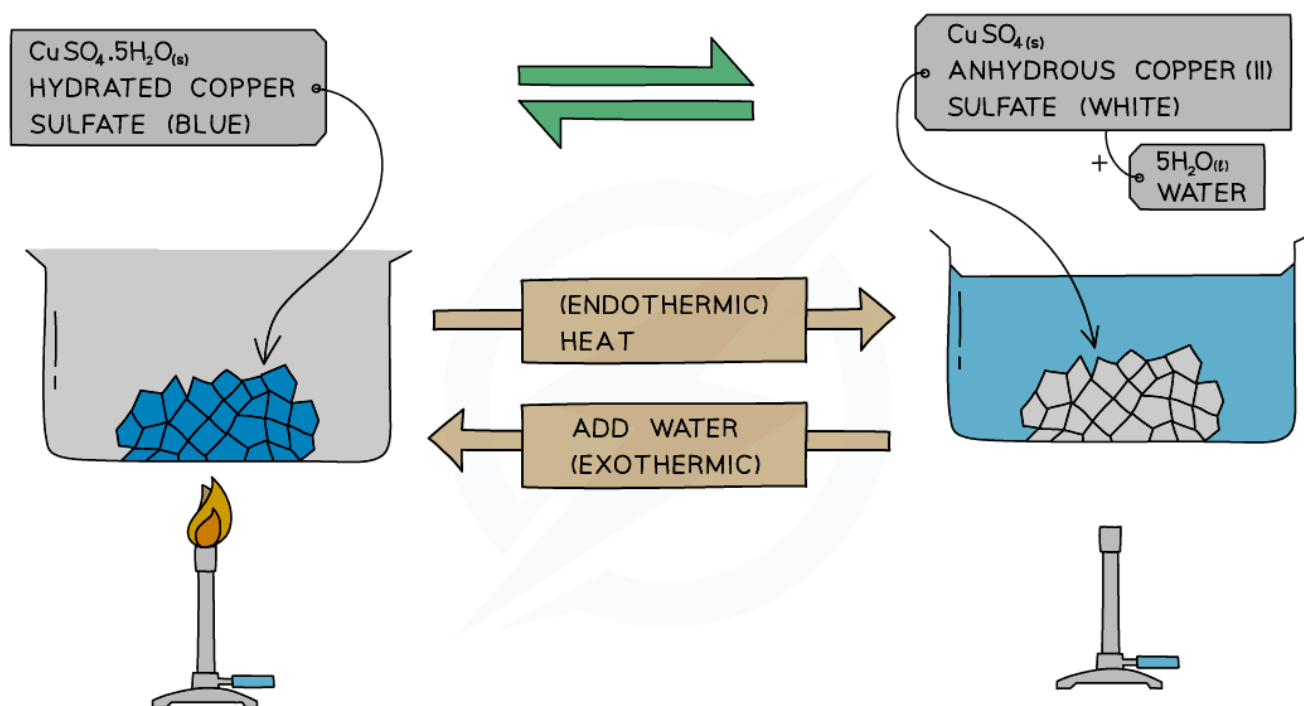 CuSO₄.5H₂O(s)
HYDRATED COPPER
SULFATE (BLUE)
CuSO₄(s)
ANHYDROUS COPPER (II)
SULFATE (WHITE)
+
5H₂O(ℓ)
WATER
(ENDOTHERMIC)
HEAT
ADD WATER
(EXOTHERMIC)